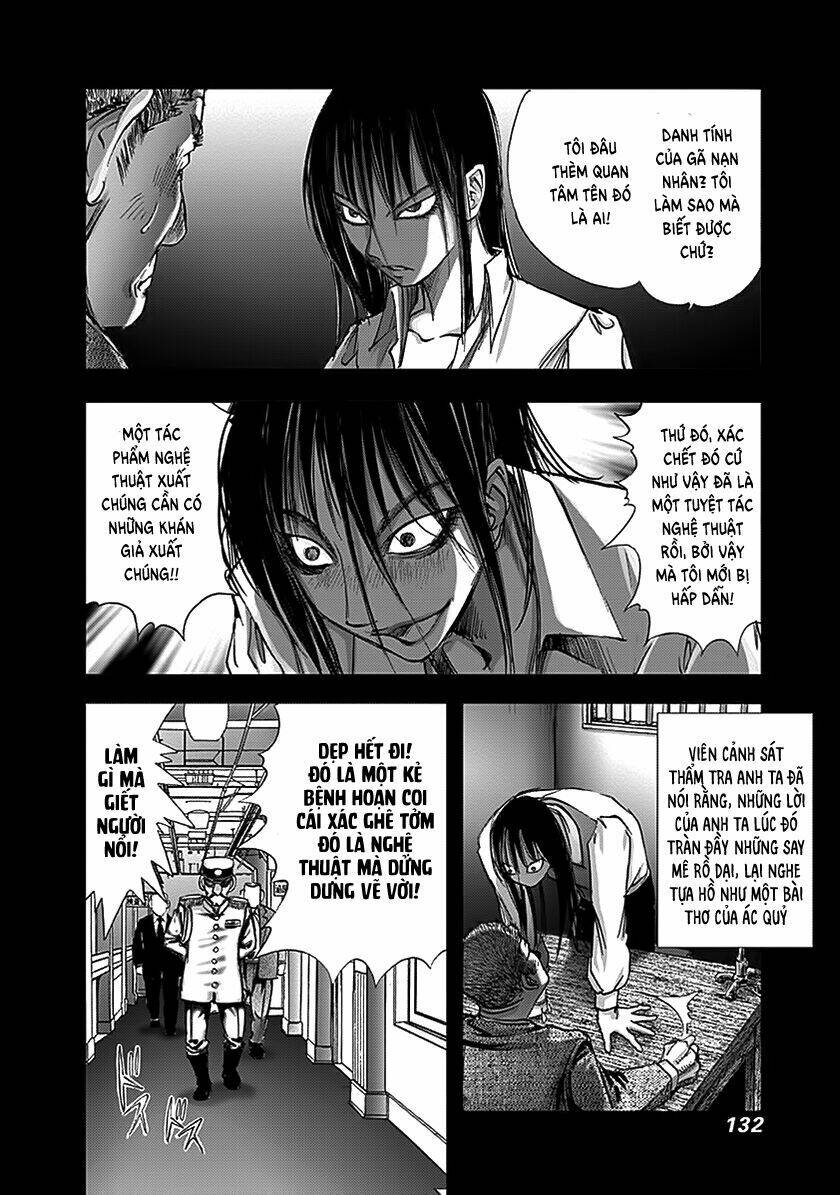 DANH TÍNH
CỦA GÃ NẠN
NHÂN? TÔI
LÀM SAO MÀ
BIẾT ĐƯỢC
CHỨ?
TÔI ĐÂU
THÈM QUAN
TÂM TÊN ĐÓ
LÀ AI!
THỨ ĐÓ, XÁC
CHẾT ĐÓ CỨ
NHƯ VẬY ĐÃ LÀ
MỘT TUYỆT TÁC
NGHỆ THUẬT
RỒI, BỞI VẬY
MÀ TÔI MỚI BỊ
HẤP DẪN!
MỘT TÁC
PHẨM NGHỆ
THUẬT XUẤT
CHÚNG CẦN CÓ
NHỮNG KHÁN
GIẢ XUẤT
CHÚNG!!
VIÊN CẢNH SÁT
THẨM TRA ANH TA ĐÃ
NÓI RẰNG, NHỮNG LỜI
CỦA ANH TA LÚC ĐÓ
TRÀN ĐẦY NHỮNG SAY
MÊ RỒ DẠI, LẠI NGHE
TỰA HỒ NHƯ MỘT BÀI
THƠ CỦA ÁC QUỶ
DẸP HẾT ĐI!
ĐÓ LÀ MỘT KẺ
BỆNH HOẠN COI
CÁI XÁC GHÊ TỞM
ĐÓ LÀ NGHỆ
THUẬT MÀ DỬNG
DƯNG VẼ VỜI!
LÀM
GÌ MÀ
GIẾT
NGƯỜI
NỔI!
ドス
ドス
132